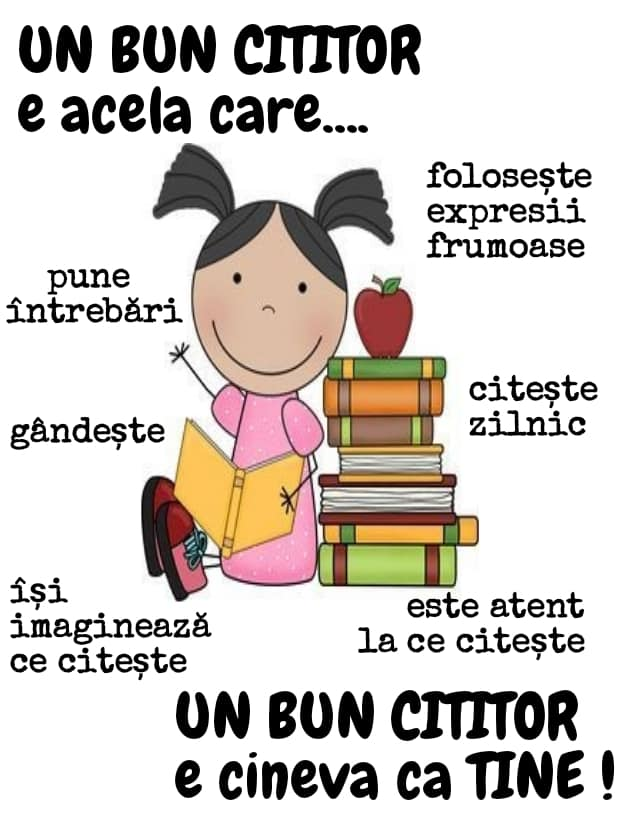 UN BUN CITITOR
e acela care....
folosește
expresii
frumoase
pune
întrebări
citește
zilnic
gândește
își
imaginează
ce citește
este atent
la ce citește
UN BUN CITITOR
e cineva ca TINE !